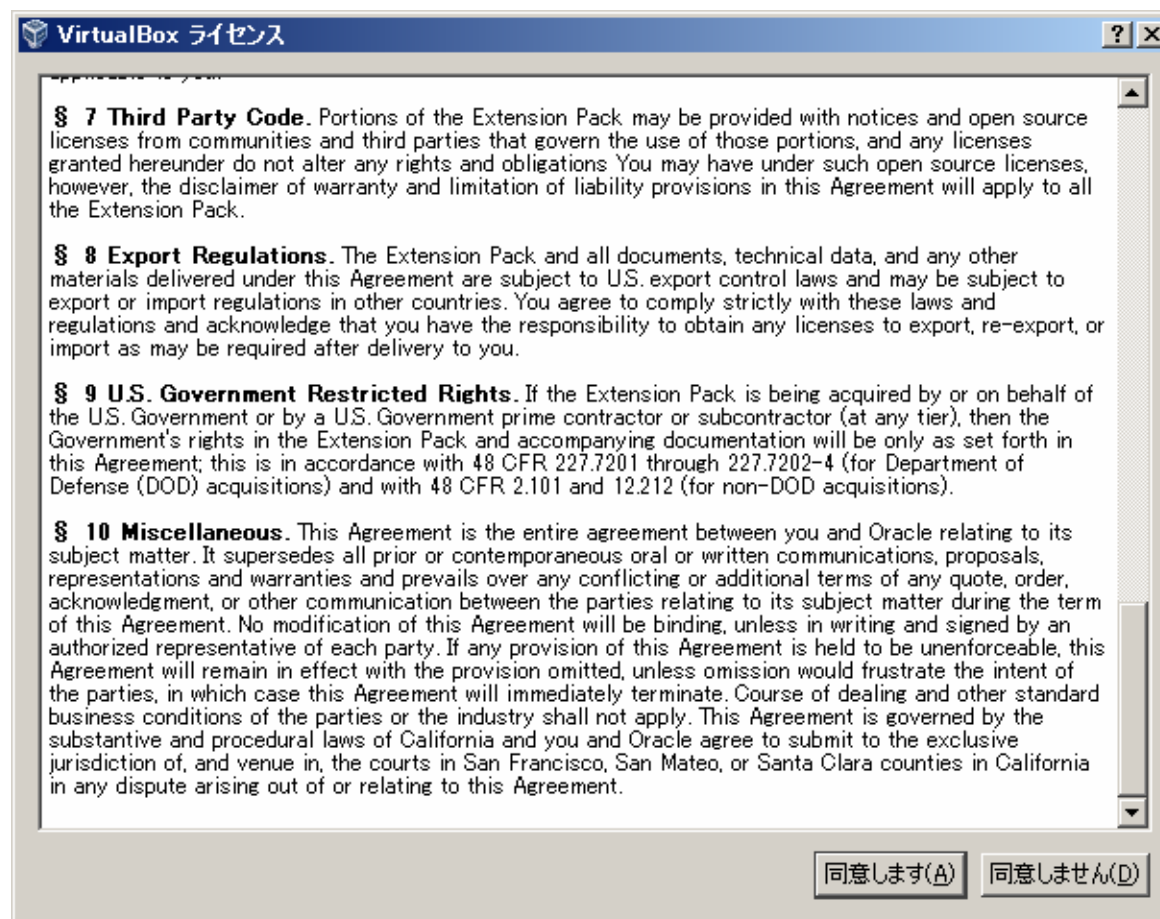 VirtualBox ライセンス
§ 7 Third Party Code. Portions of the Extension Pack may be provided with notices and open source
licenses from communities and third parties that govern the use of those portions, and any licenses
granted hereunder do not alter any rights and obligations You may have under such open source licenses,
however, the disclaimer of warranty and limitation of liability provisions in this Agreement will apply to all
the Extension Pack.
§ 8 Export Regulations. The Extension Pack and all documents, technical data, and any other
materials delivered under this Agreement are subject to U.S. export control laws and may be subject to
export or import regulations in other countries. You agree to comply strictly with these laws and
regulations and acknowledge that you have the responsibility to obtain any licenses to export, re-export, or
import as may be required after delivery to you.
§ 9 U.S. Government Restricted Rights. If the Extension Pack is being acquired by or on behalf of
the U.S. Government or by a U.S. Government prime contractor or subcontractor (at any tier), then the
Government's rights in the Extension Pack and accompanying documentation will be only as set forth in
this Agreement; this is in accordance with 48 CFR 227.7201 through 227.7202-4 (for Department of
Defense (DOD) acquisitions) and with 48 CFR 2.101 and 12.212 (for non-DOD acquisitions).
§ 10 Miscellaneous. This Agreement is the entire agreement between you and Oracle relating to its
subject matter. It supersedes all prior or contemporaneous oral or written communications, proposals,
representations and warranties and prevails over any conflicting or additional terms of any quote, order,
acknowledgment, or other communication between the parties relating to its subject matter during the term
of this Agreement. No modification of this Agreement will be binding, unless in writing and signed by an
authorized representative of each party. If any provision of this Agreement is held to be unenforceable, this
Agreement will remain in effect with the provision omitted, unless omission would frustrate the intent of
the parties, in which case this Agreement will immediately terminate. Course of dealing and other standard
business conditions of the parties or the industry shall not apply. This Agreement is governed by the
substantive and procedural laws of California and you and Oracle agree to submit to the exclusive
jurisdiction of, and venue in, the courts in San Francisco, San Mateo, or Santa Clara counties in California
in any dispute arising out of or relating to this Agreement.
同意します(A) 同意しません(D)